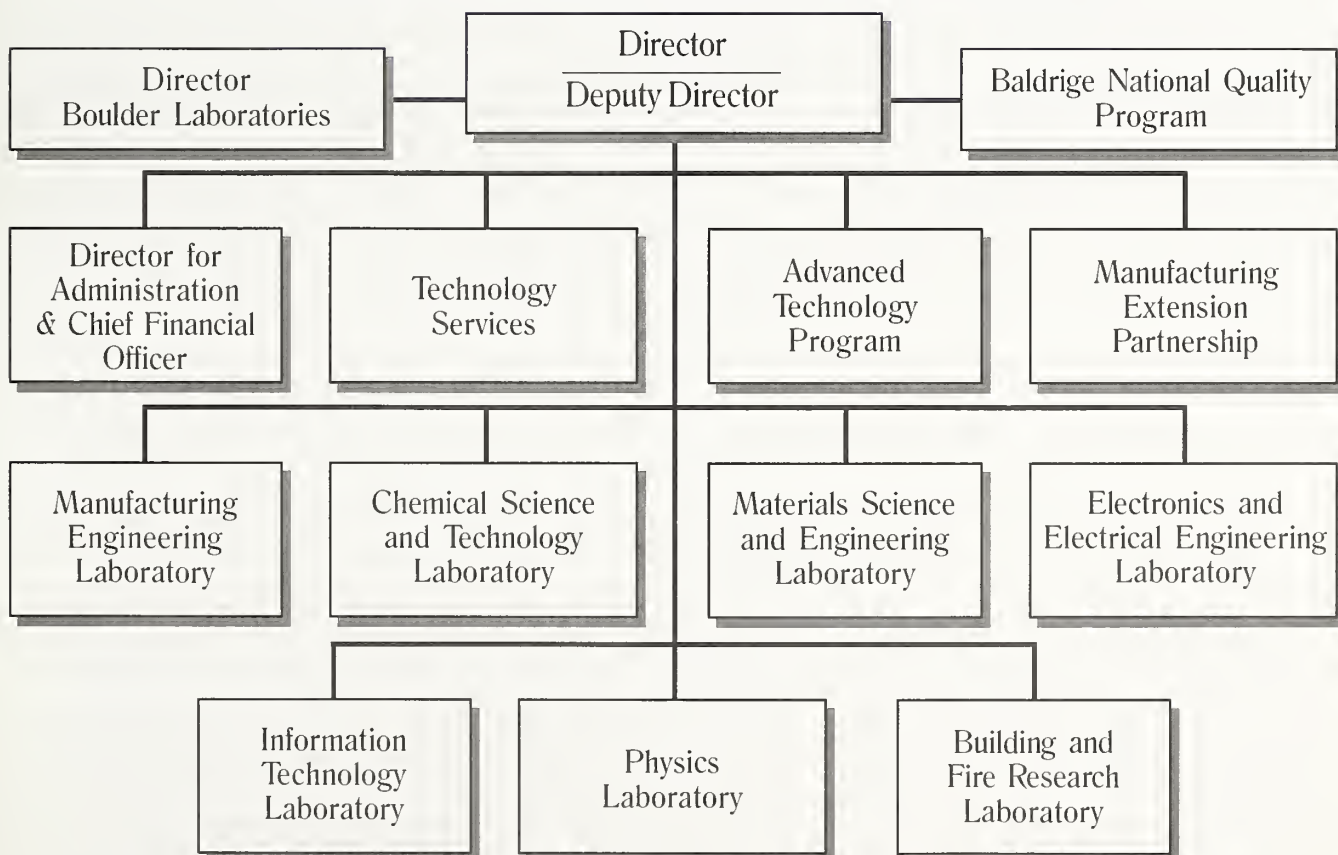 Director
Deputy Director
Director
Boulder Laboratories
Baldrige National Quality
Program
Director for
Administration
& Chief Financial
Officer
Technology
Services
Advanced
Technology
Program
Manufacturing
Extension
Partnership
Manufacturing
Engineering
Laboratory
Chemical Science
and Technology
Laboratory
Materials Science
and Engineering
Laboratory
Electronics and
Electrical Engineering
Laboratory
Information
Technology
Laboratory
Physics
Laboratory
Building and
Fire Research
Laboratory